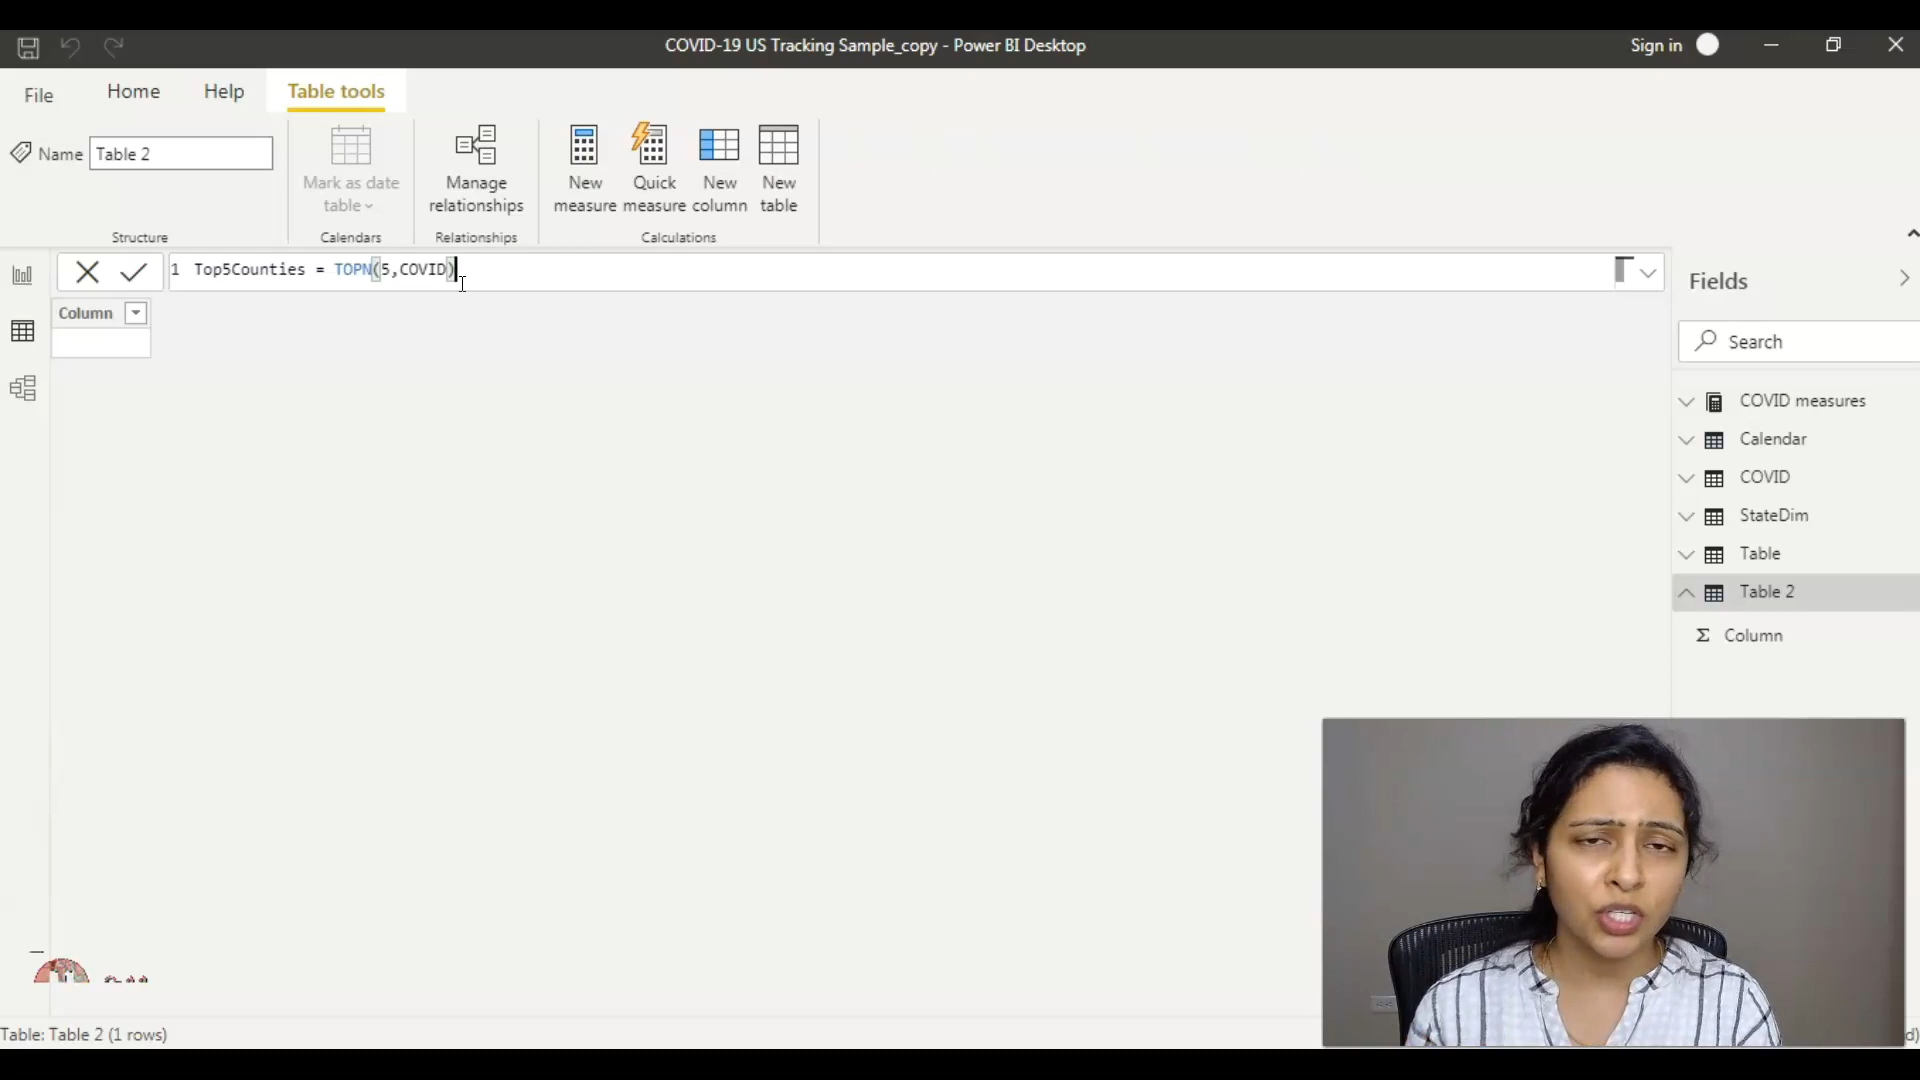 COVID-19 US Tracking Sample_copy - Power BI Desktop
Sign in
File
Home
Help
Table tools
Name
Table 2
Mark as date
table
Manage
relationships
New
measure
Quick
measure
New
column
New
table
Structure
Calendars
Relationships
Calculations
1 Top5Counties = TOPN(5,COVID)
Column
Fields
Search
COVID measures
Calendar
COVID
StateDim
Table
Table 2
Σ Column
Table: Table 2 (1 rows)